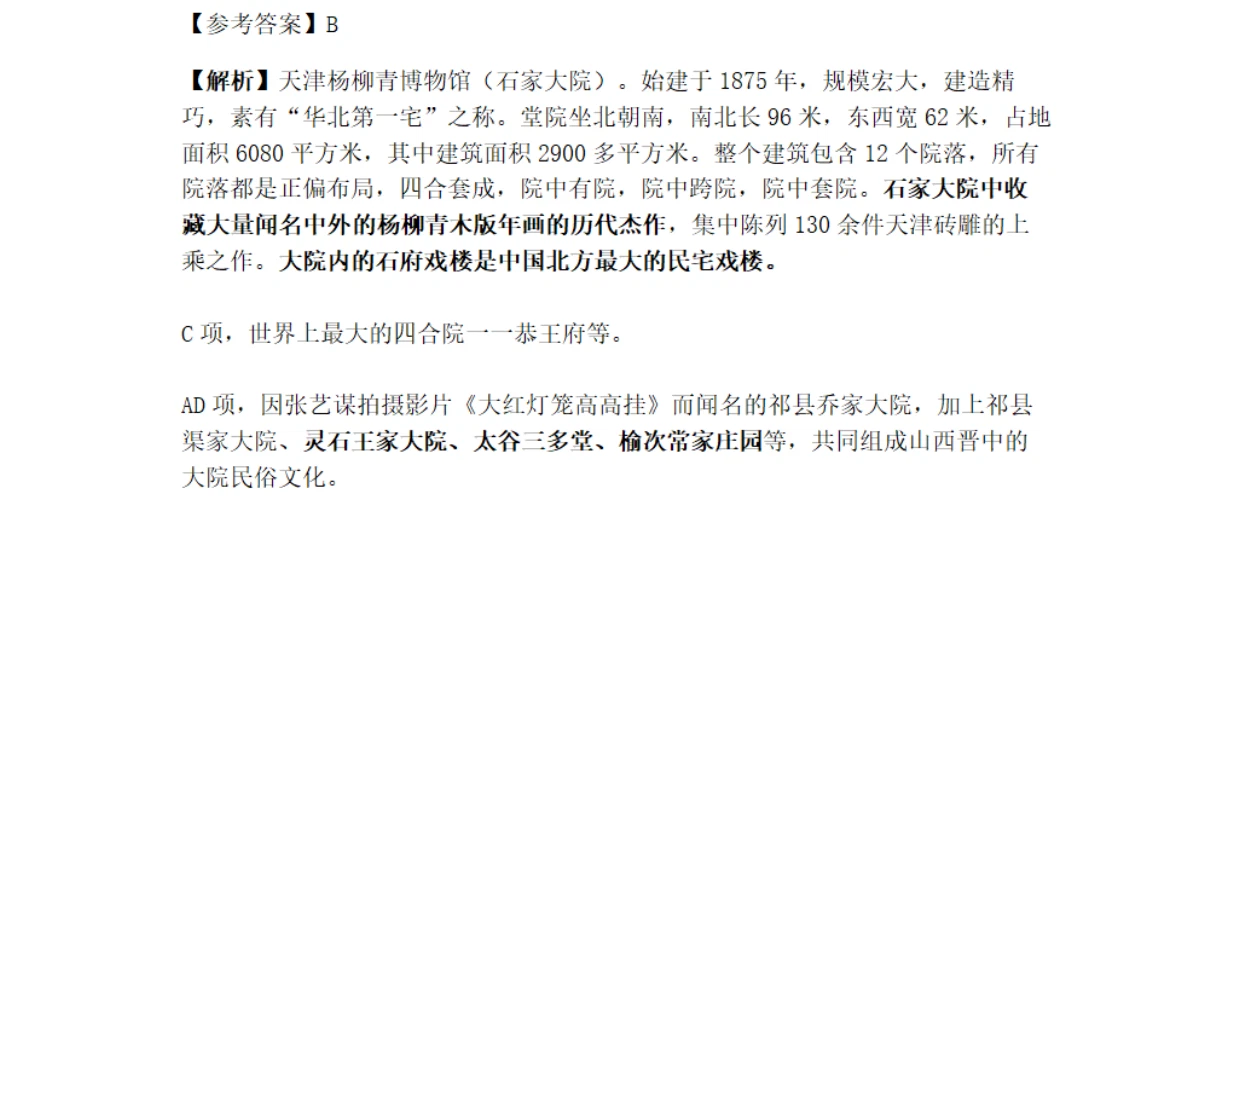 【参考答案】B
【解析】天津杨柳青博物馆（石家大院）。始建于 1875 年，规模宏大，建造精
巧，素有“华北第一宅”之称。堂院坐北朝南，南北长 96 米，东西宽 62 米，占地
面积 6080 平方米，其中建筑面积 2900 多平方米。整个建筑包含 12 个院落，所有
院落都是正偏布局，四合套成，院中有院，院中跨院，院中套院。石家大院中收
藏大量闻名中外的杨柳青木版年画的历代杰作，集中陈列 130 余件天津砖雕的上
乘之作。大院内的石府戏楼是中国北方最大的民宅戏楼。
C 项，世界上最大的四合院一一恭王府等。
AD 项，因张艺谋拍摄影片《大红灯笼高高挂》而闻名的祁县乔家大院，加上祁县
渠家大院、灵石王家大院、太谷三多堂、榆次常家庄园等，共同组成山西晋中的
大院民俗文化。